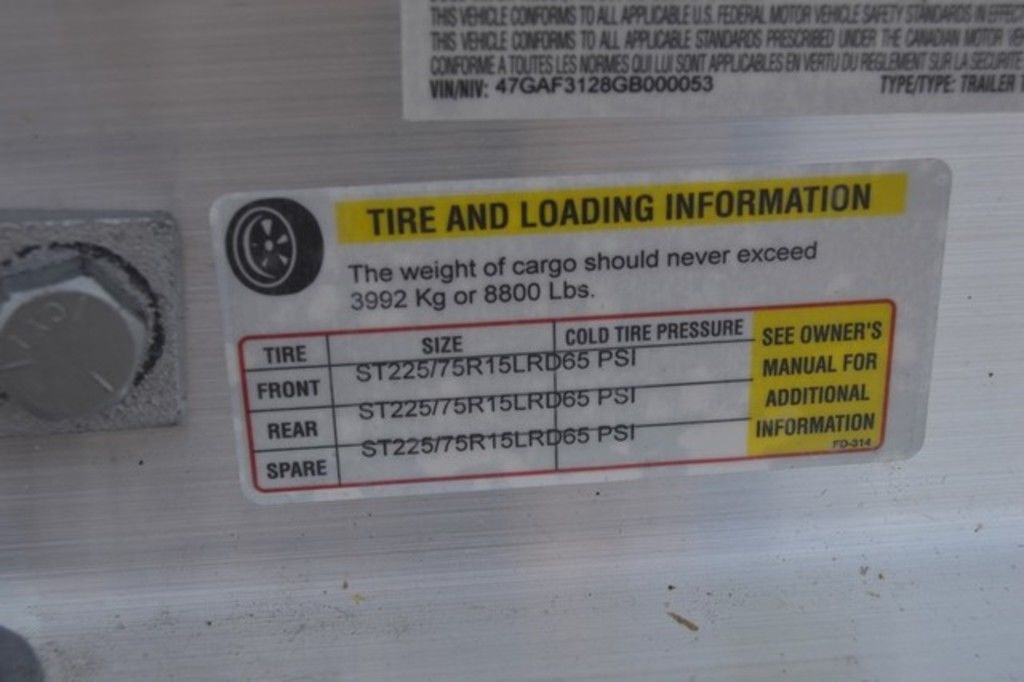 THIS VEHICLE CONFORMS TO ALL APPLICABLE U.S. FEDERAL MOTOR VEHICLE SAFETY STANDARDS IN EFFECT
THIS VEHICLE CONFORMS TO ALL APPLICABLE STANDARDS PRESCRIBED UNDER THE CANADIAN MOTOR VE
CONFORME A TOUTES LES NORMES QUI LUI SONT APPLICABLES EN VERTU DU REGLEMENT SUR LA SECURITE
VIN/NIV: 47GAF3128GB000053 TYPE/TYPE: TRAILER
TIRE AND LOADING INFORMATION
The weight of cargo should never exceed
3992 Kg or 8800 Lbs.
TIRE SIZE COLD TIRE PRESSURE
FRONT ST225/75R15LRD65 PSI
REAR ST225/75R15LRD65 PSI
SPARE ST225/75R15LRD65 PSI
SEE OWNER'S
MANUAL FOR
ADDITIONAL
INFORMATION
FD-314